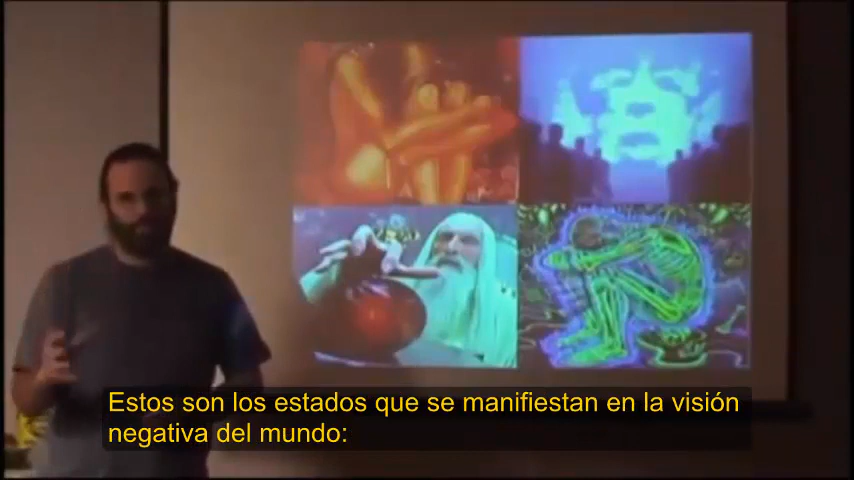 Estos son los estados que se manifiestan en la visión
negativa del mundo: